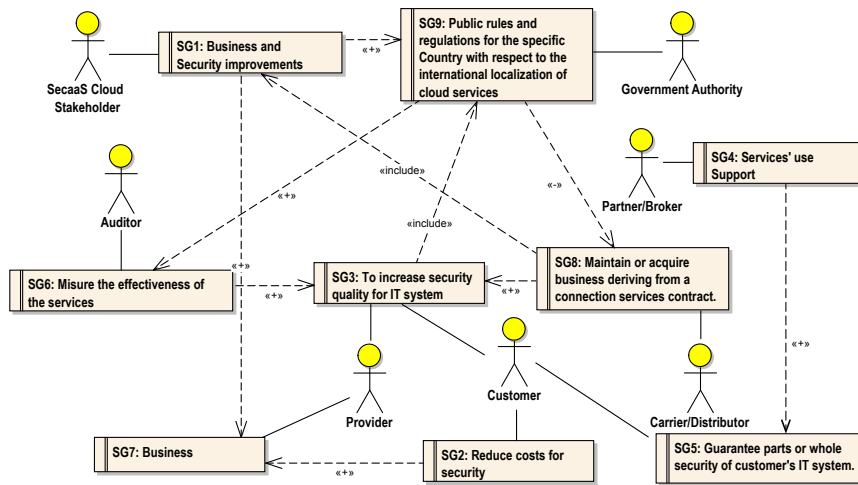 SG1: Business and
Security improvements
«+»
SG9: Public rules and
regulations for the specific
Country with respect to the
international localization of
cloud services
SecaaS Cloud
Stakeholder
Government Authority
SG4: Services' use
Support
Partner/Broker
Auditor
«include»
«+»
«include»
«-»
SG6: Misure the effectiveness of
the services
«+»
«+»
SG3: To increase security
quality for IT system
«+»
SG8: Maintain or acquire
business deriving from a
connection services contract.
«+»
Provider
Customer
Carrier/Distributor
SG7: Business
«+»
SG2: Reduce costs for
security
SG5: Guarantee parts or whole
security of customer's IT system.